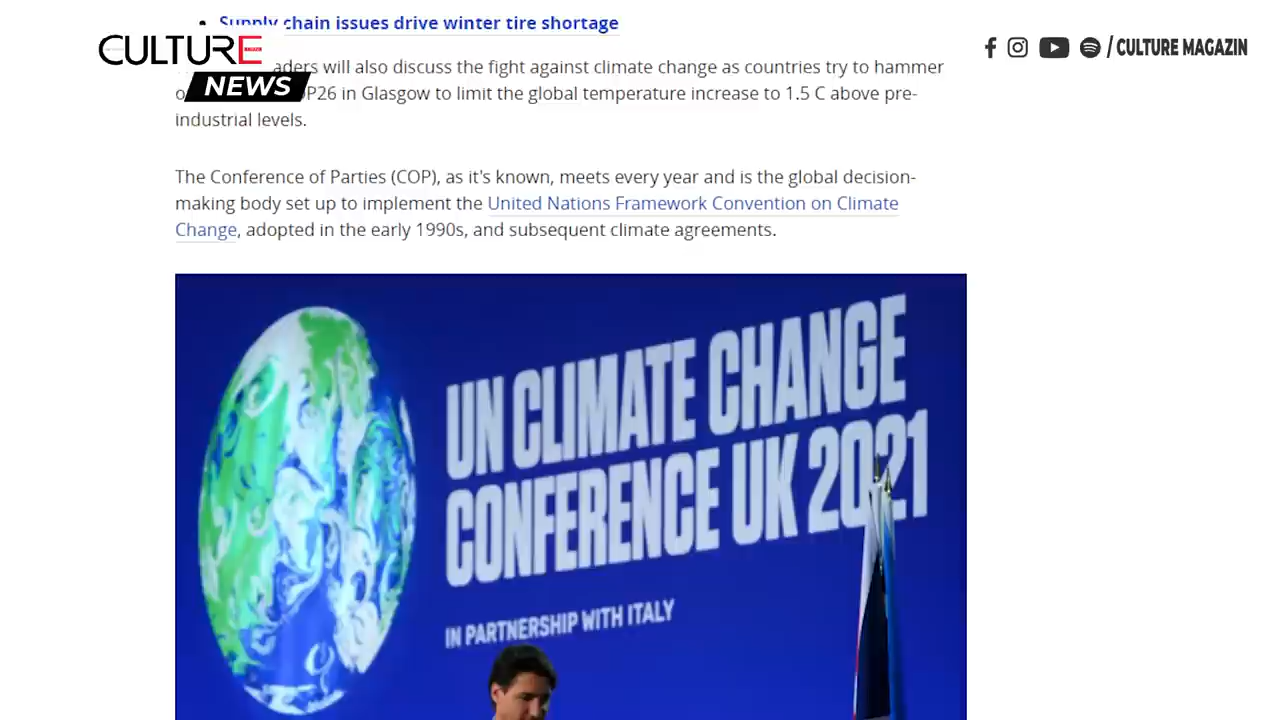 Supply chain issues drive winter tire shortage
CULTURE
NEWS
/ CULTURE MAGAZIN
will also discuss the fight against climate change as countries try to hammer
in Glasgow to limit the global temperature increase to 1.5 C above pre-
industrial levels.
The Conference of Parties (COP), as it's known, meets every year and is the global decision-
making body set up to implement the United Nations Framework Convention on Climate
Change, adopted in the early 1990s, and subsequent climate agreements.
UN CLIMATE CHANGE
CONFERENCE UK 2021
IN PARTNERSHIP WITH ITALY